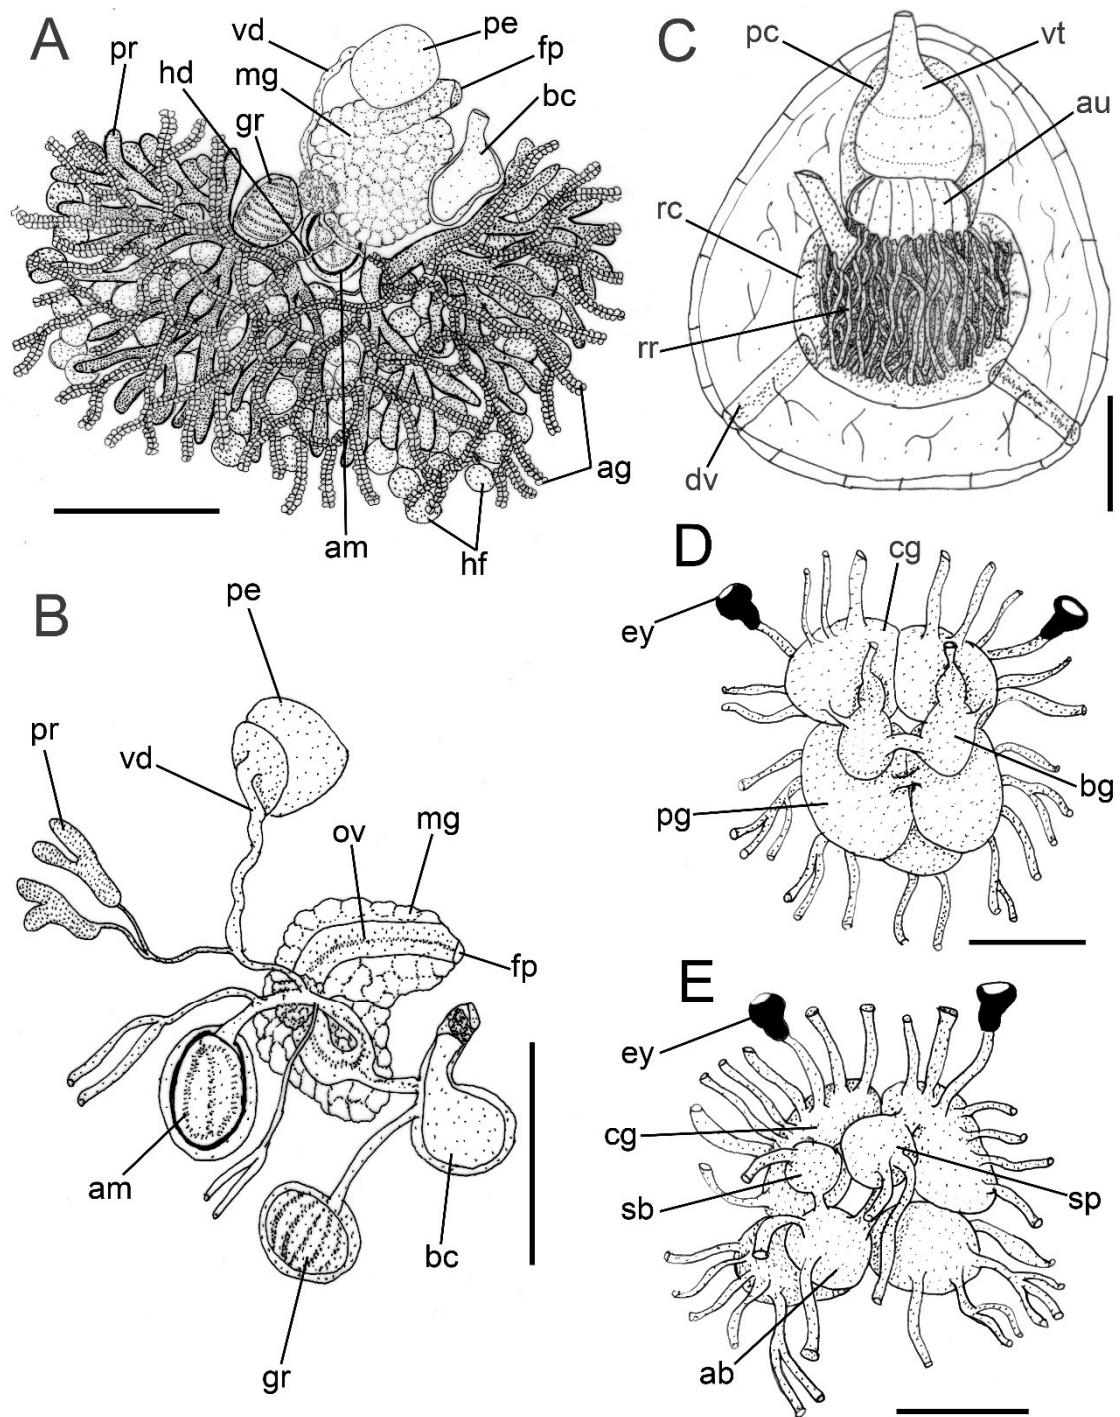 A
pr
hd
gr
vd
mg
pe
fp
bc
ag
am
hf
B
pe
pr
vd
ov
mg
fp
am
bc
gr
C
pc
vt
au
rc
rr
dv
D
cg
ey
bg
pg
E
ey
cg
sb
sp
ab